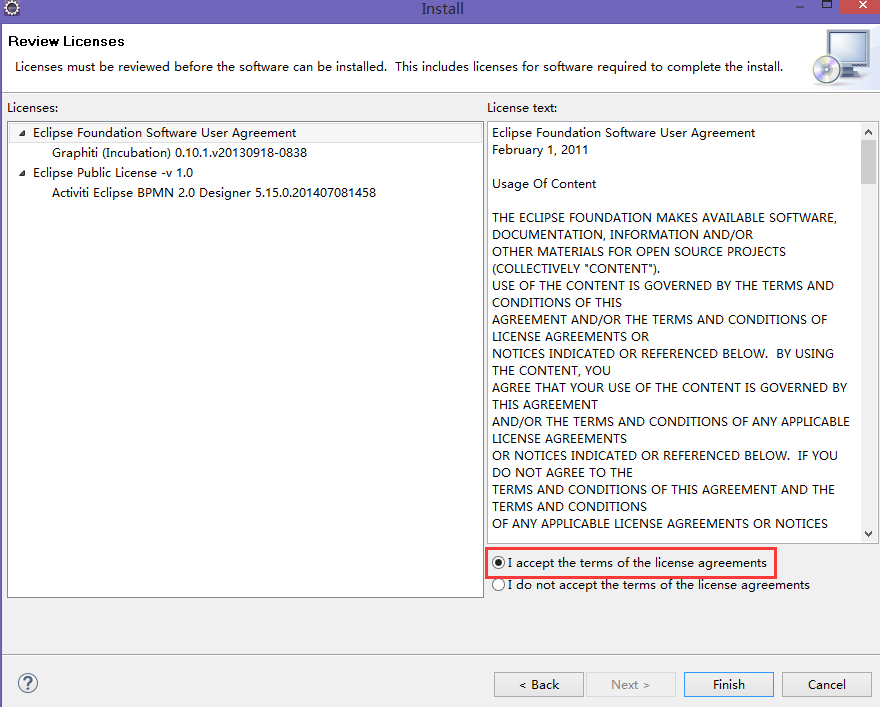 Install
Review Licenses
Licenses must be reviewed before the software can be installed.  This includes licenses for software required to complete the install.
Licenses:
Eclipse Foundation Software User Agreement
Graphiti (Incubation) 0.10.1.v20130918-0838
Eclipse Public License -v 1.0
Activiti Eclipse BPMN 2.0 Designer 5.15.0.201407081458
License text:
Eclipse Foundation Software User Agreement
February 1, 2011
Usage Of Content
THE ECLIPSE FOUNDATION MAKES AVAILABLE SOFTWARE,
DOCUMENTATION, INFORMATION AND/OR
OTHER MATERIALS FOR OPEN SOURCE PROJECTS
(COLLECTIVELY "CONTENT").
USE OF THE CONTENT IS GOVERNED BY THE TERMS AND
CONDITIONS OF THIS
AGREEMENT AND/OR THE TERMS AND CONDITIONS OF
LICENSE AGREEMENTS OR
NOTICES INDICATED OR REFERENCED BELOW.  BY USING
THE CONTENT, YOU
AGREE THAT YOUR USE OF THE CONTENT IS GOVERNED BY
THIS AGREEMENT
AND/OR THE TERMS AND CONDITIONS OF ANY APPLICABLE
LICENSE AGREEMENTS
OR NOTICES INDICATED OR REFERENCED BELOW.  IF YOU
DO NOT AGREE TO THE
TERMS AND CONDITIONS OF THIS AGREEMENT AND THE
TERMS AND CONDITIONS
OF ANY APPLICABLE LICENSE AGREEMENTS OR NOTICES
I accept the terms of the license agreements
I do not accept the terms of the license agreements
?
< Back
Next >
Finish
Cancel